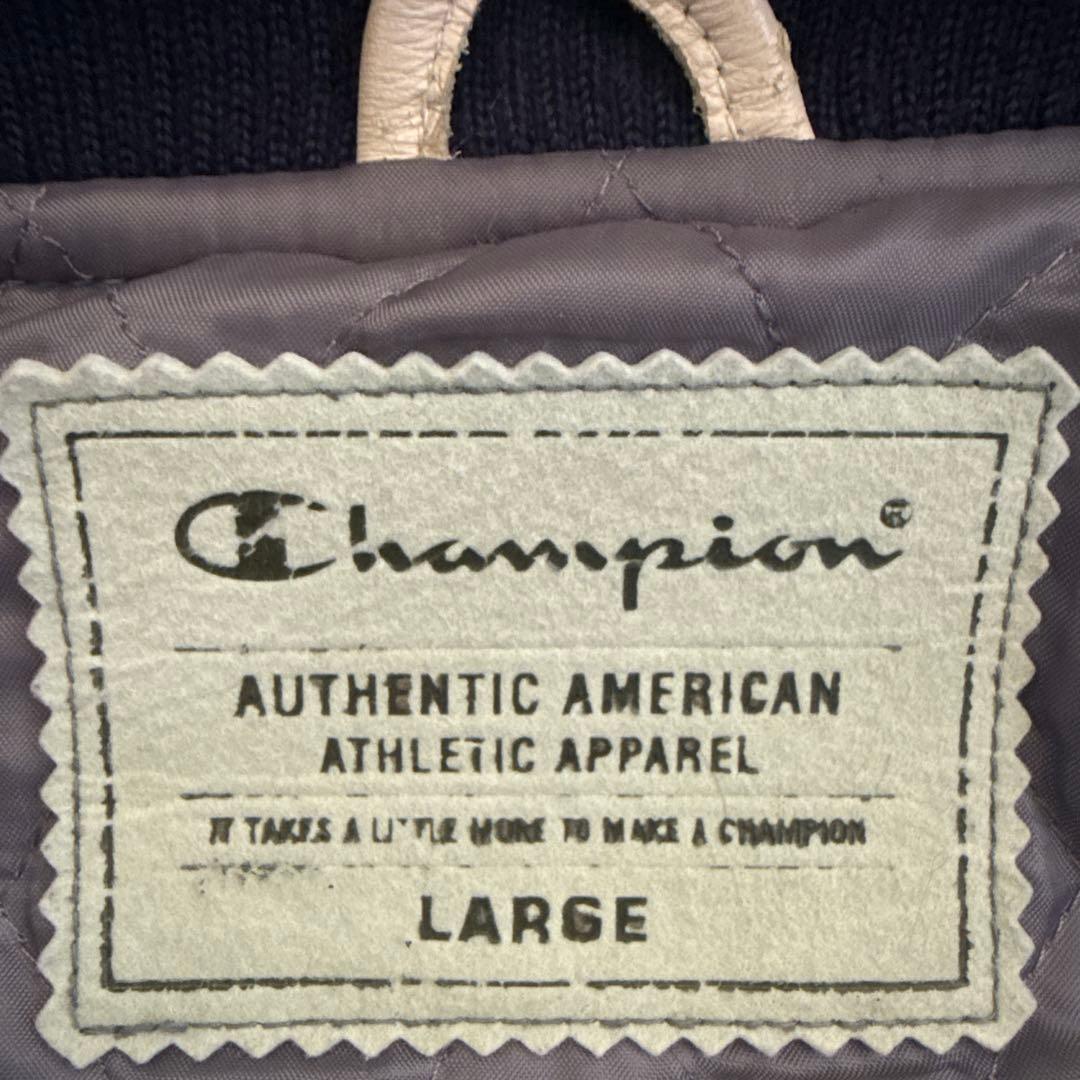 Champion®
AUTHENTIC AMERICAN
ATHLETIC APPAREL
IT TAKES A LITTLE MORE TO MAKE A CHAMPION
LARGE